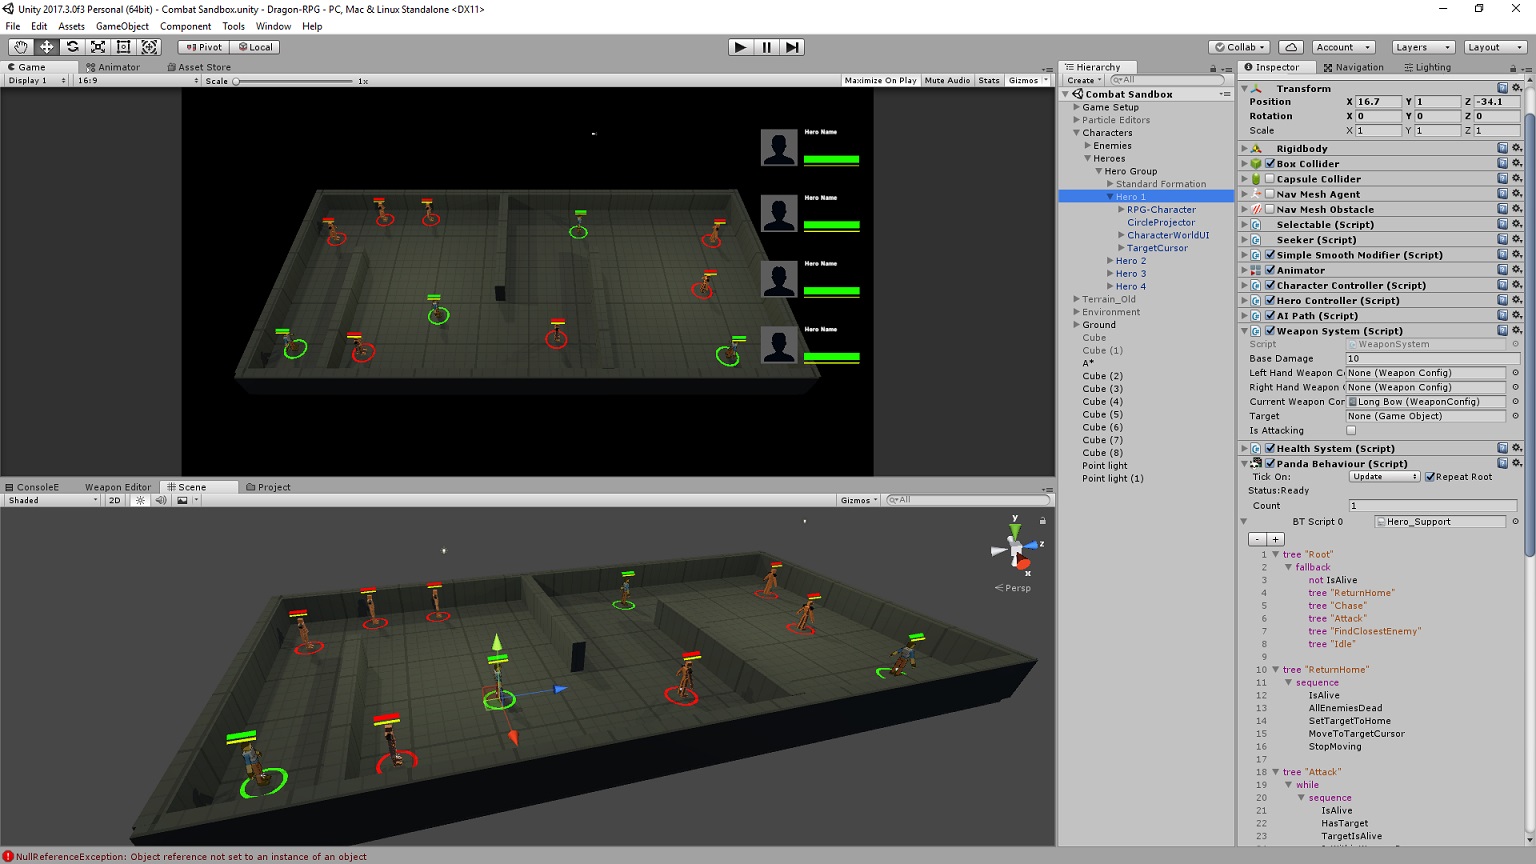 Unity 2017.3.0f3 Personal (64bit) - Combat Sandbox.unity - Dragon-RPG - PC, Mac & Linux Standalone <DX11>
File Edit Assets GameObject Component Tools Window Help
Pivot Local Collab Account Layers Layout
Game Animator Asset Store
Display 1 16:9 Scale 1x Maximize On Play Mute Audio Stats Gizmos
Hero Name
Hero Name
Hero Name
Hero Name
ConsoleE Weapon Editor Scene Project
Shaded 2D Gizmos All
y
z
x
Persp
Hierarchy
Create All
Combat Sandbox
Game Setup
Particle Editors
Characters
Enemies
Heroes
Hero Group
Standard Formation
Hero 1
RPG-Character
CircleProjector
CharacterWorldUI
TargetCursor
Hero 2
Hero 3
Hero 4
Terrain_Old
Environment
Ground
Cube
Cube (1)
A*
Cube (2)
Cube (3)
Cube (4)
Cube (5)
Cube (6)
Cube (7)
Cube (8)
Point light
Point light (1)
Inspector Navigation Lighting
Transform
Position X 16.7 Y 1 Z -34.1
Rotation X 0 Y 0 Z 0
Scale X 1 Y 1 Z 1
Rigidbody
Box Collider
Capsule Collider
Nav Mesh Agent
Nav Mesh Obstacle
Selectable (Script)
Seeker (Script)
Simple Smooth Modifier (Script)
Animator
Character Controller (Script)
Hero Controller (Script)
AI Path (Script)
Weapon System (Script)
Script WeaponSystem
Base Damage 10
Left Hand Weapon C None (Weapon Config)
Right Hand Weapon None (Weapon Config)
Current Weapon Cor Long Bow (WeaponConfig)
Target None (Game Object)
Is Attacking
Health System (Script)
Panda Behaviour (Script)
Tick On: Update Repeat Root
Status:Ready
Count 1
BT Script 0 Hero_Support
- +
1 tree "Root"
2 fallback
3 not IsAlive
4 tree "ReturnHome"
5 tree "Chase"
6 tree "Attack"
7 tree "FindClosestEnemy"
8 tree "Idle"
9
10 tree "ReturnHome"
11 sequence
12 IsAlive
13 AllEnemiesDead
14 SetTargetToHome
15 MoveToTargetCursor
16 StopMoving
17
18 tree "Attack"
19 while
20 sequence
21 IsAlive
22 HasTarget
23 TargetIsAlive
NullReferenceException: Object reference not set to an instance of an object